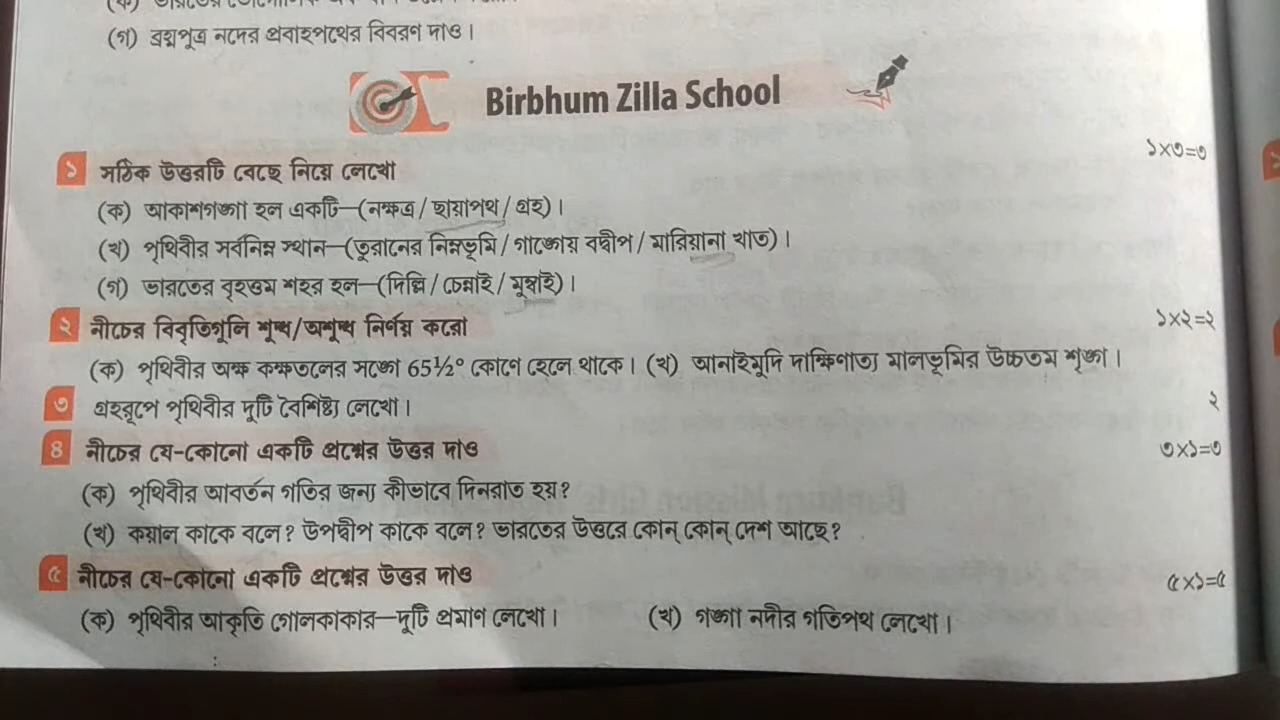 (গ) ব্রহ্মপুত্র নদের প্রবাহপথের বিবরণ দাও।
Birbhum Zilla School
১ সঠিক উত্তরটি বেছে নিয়ে লেখো ১×৩=৩
(ক) আকাশগঙ্গা হল একটি—(নক্ষত্র / ছায়াপথ / গ্রহ)।
(খ) পৃথিবীর সর্বনিম্ন স্থান—(তুরানের নিম্নভূমি / গাঙ্গেয় বদ্বীপ / মারিয়ানা খাত)।
(গ) ভারতের বৃহত্তম শহর হল—(দিল্লি / চেন্নাই / মুম্বাই)।
২ নীচের বিবৃতিগুলি শুদ্ধ/অশুদ্ধ নির্ণয় করো ১×২=২
(ক) পৃথিবীর অক্ষ কক্ষতলের সঙ্গে 65½° কোণে হেলে থাকে। (খ) আনাইমুদি দাক্ষিণাত্য মালভূমির উচ্চতম শৃঙ্গ।
৩ গ্রহরূপে পৃথিবীর দুটি বৈশিষ্ট্য লেখো। ২
৪ নীচের যে-কোনো একটি প্রশ্নের উত্তর দাও ৩×১=৩
(ক) পৃথিবীর আবর্তন গতির জন্য কীভাবে দিনরাত হয়?
(খ) কয়াল কাকে বলে? উপদ্বীপ কাকে বলে? ভারতের উত্তরে কোন্ কোন্ দেশ আছে?
৫ নীচের যে-কোনো একটি প্রশ্নের উত্তর দাও ৫×১=৫
(ক) পৃথিবীর আকৃতি গোলকাকার—দুটি প্রমাণ লেখো। (খ) গঙ্গা নদীর গতিপথ লেখো।